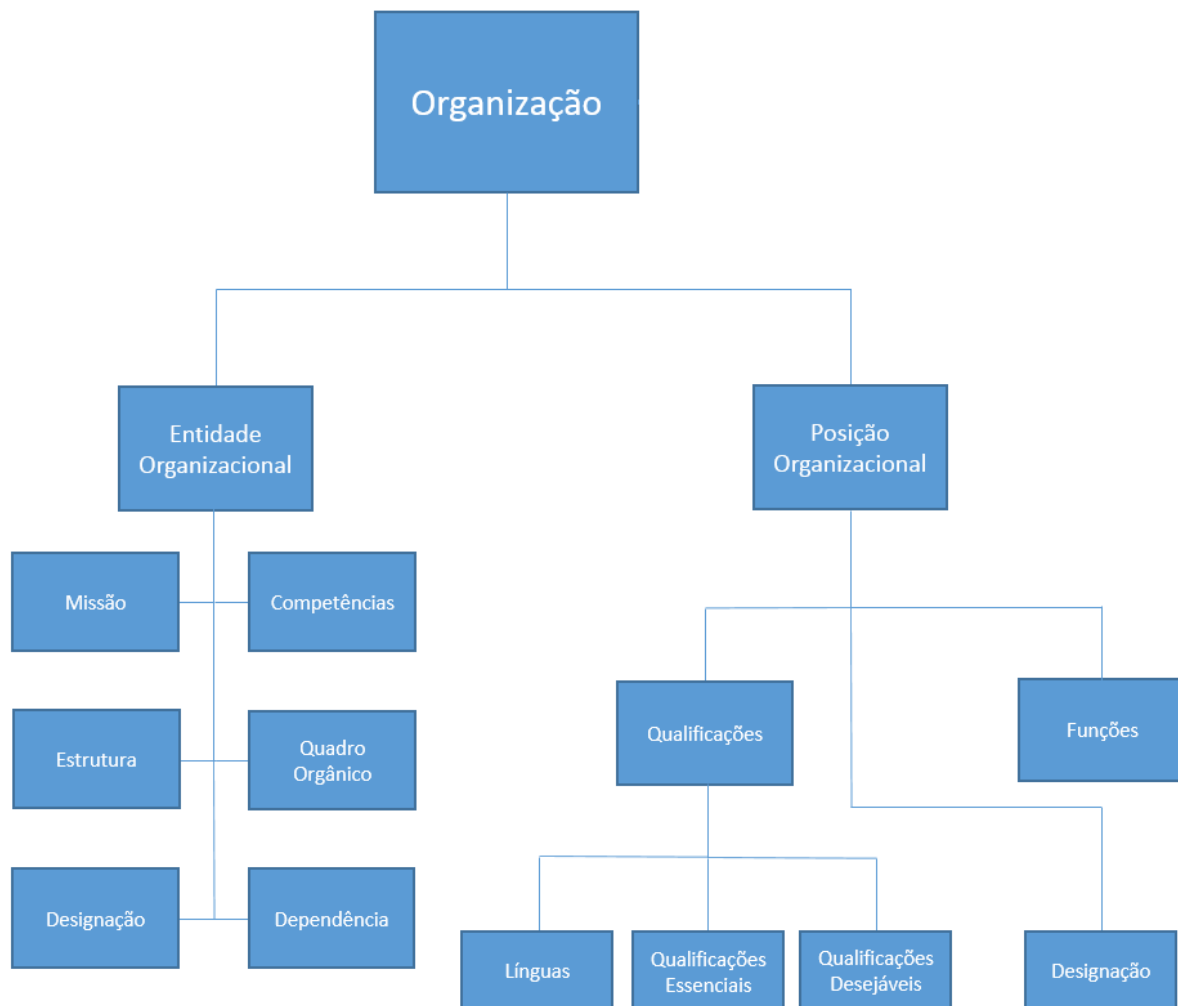 Organização
Entidade
Organizacional
Posição
Organizacional
Missão
Competências
Estrutura
Quadro
Orgânico
Designação
Dependência
Qualificações
Funções
Línguas
Qualificações
Essenciais
Qualificações
Desejáveis
Designação